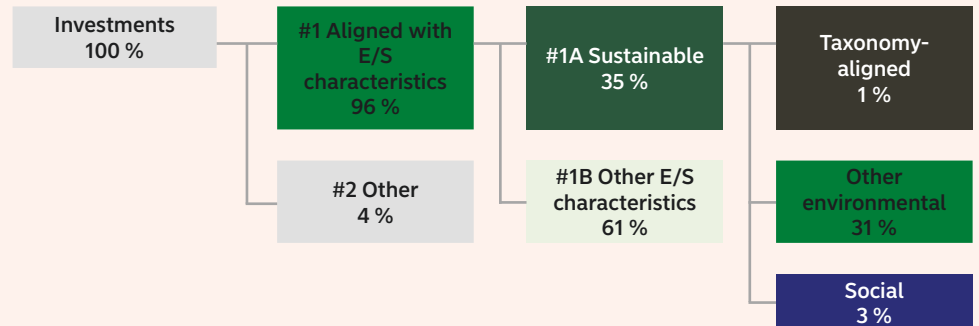 Investments
100 %
#1 Aligned with
E/S
characteristics
96 %
#1A Sustainable
35 %
Taxonomy-
aligned
1 %
#2 Other
4 %
#1B Other E/S
characteristics
61 %
Other
environmental
31 %
Social
3 %